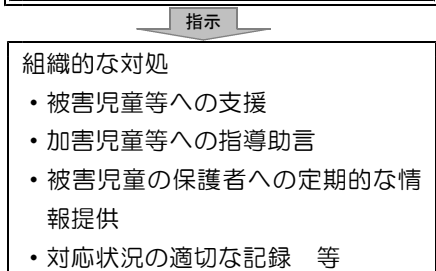 指示
組織的な対処
・被害児童等への支援
・加害児童等への指導助言
・被害児童の保護者への定期的な情
報提供
・対応状況の適切な記録　等